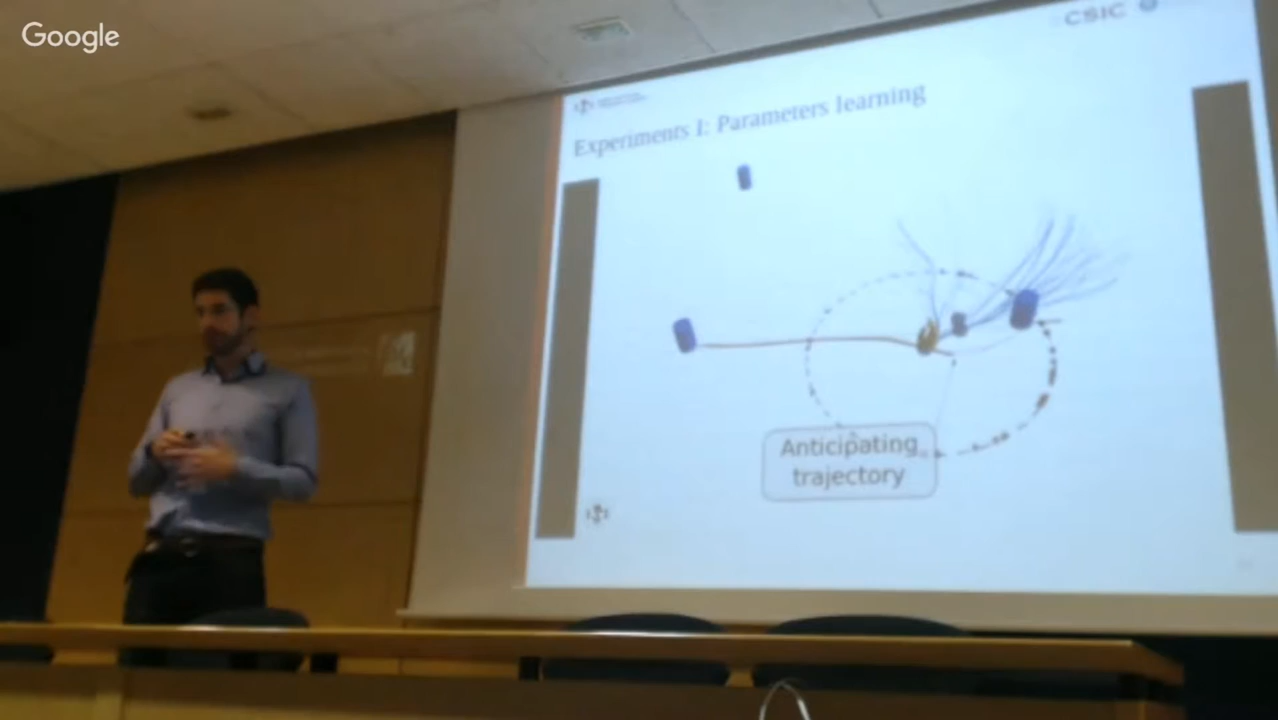 Google
CSIC
Experiments I: Parameters learning
Anticipating
trajectory